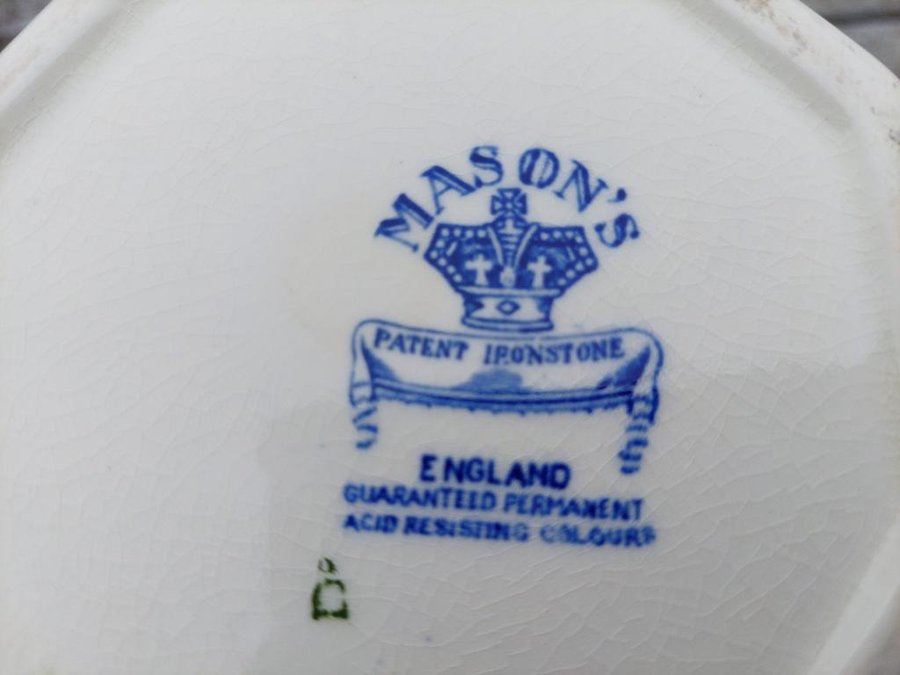 MASON'S
PATENT IRONSTONE
ENGLAND
GUARANTEED PERMANENT
ACID RESISTING COLOURS